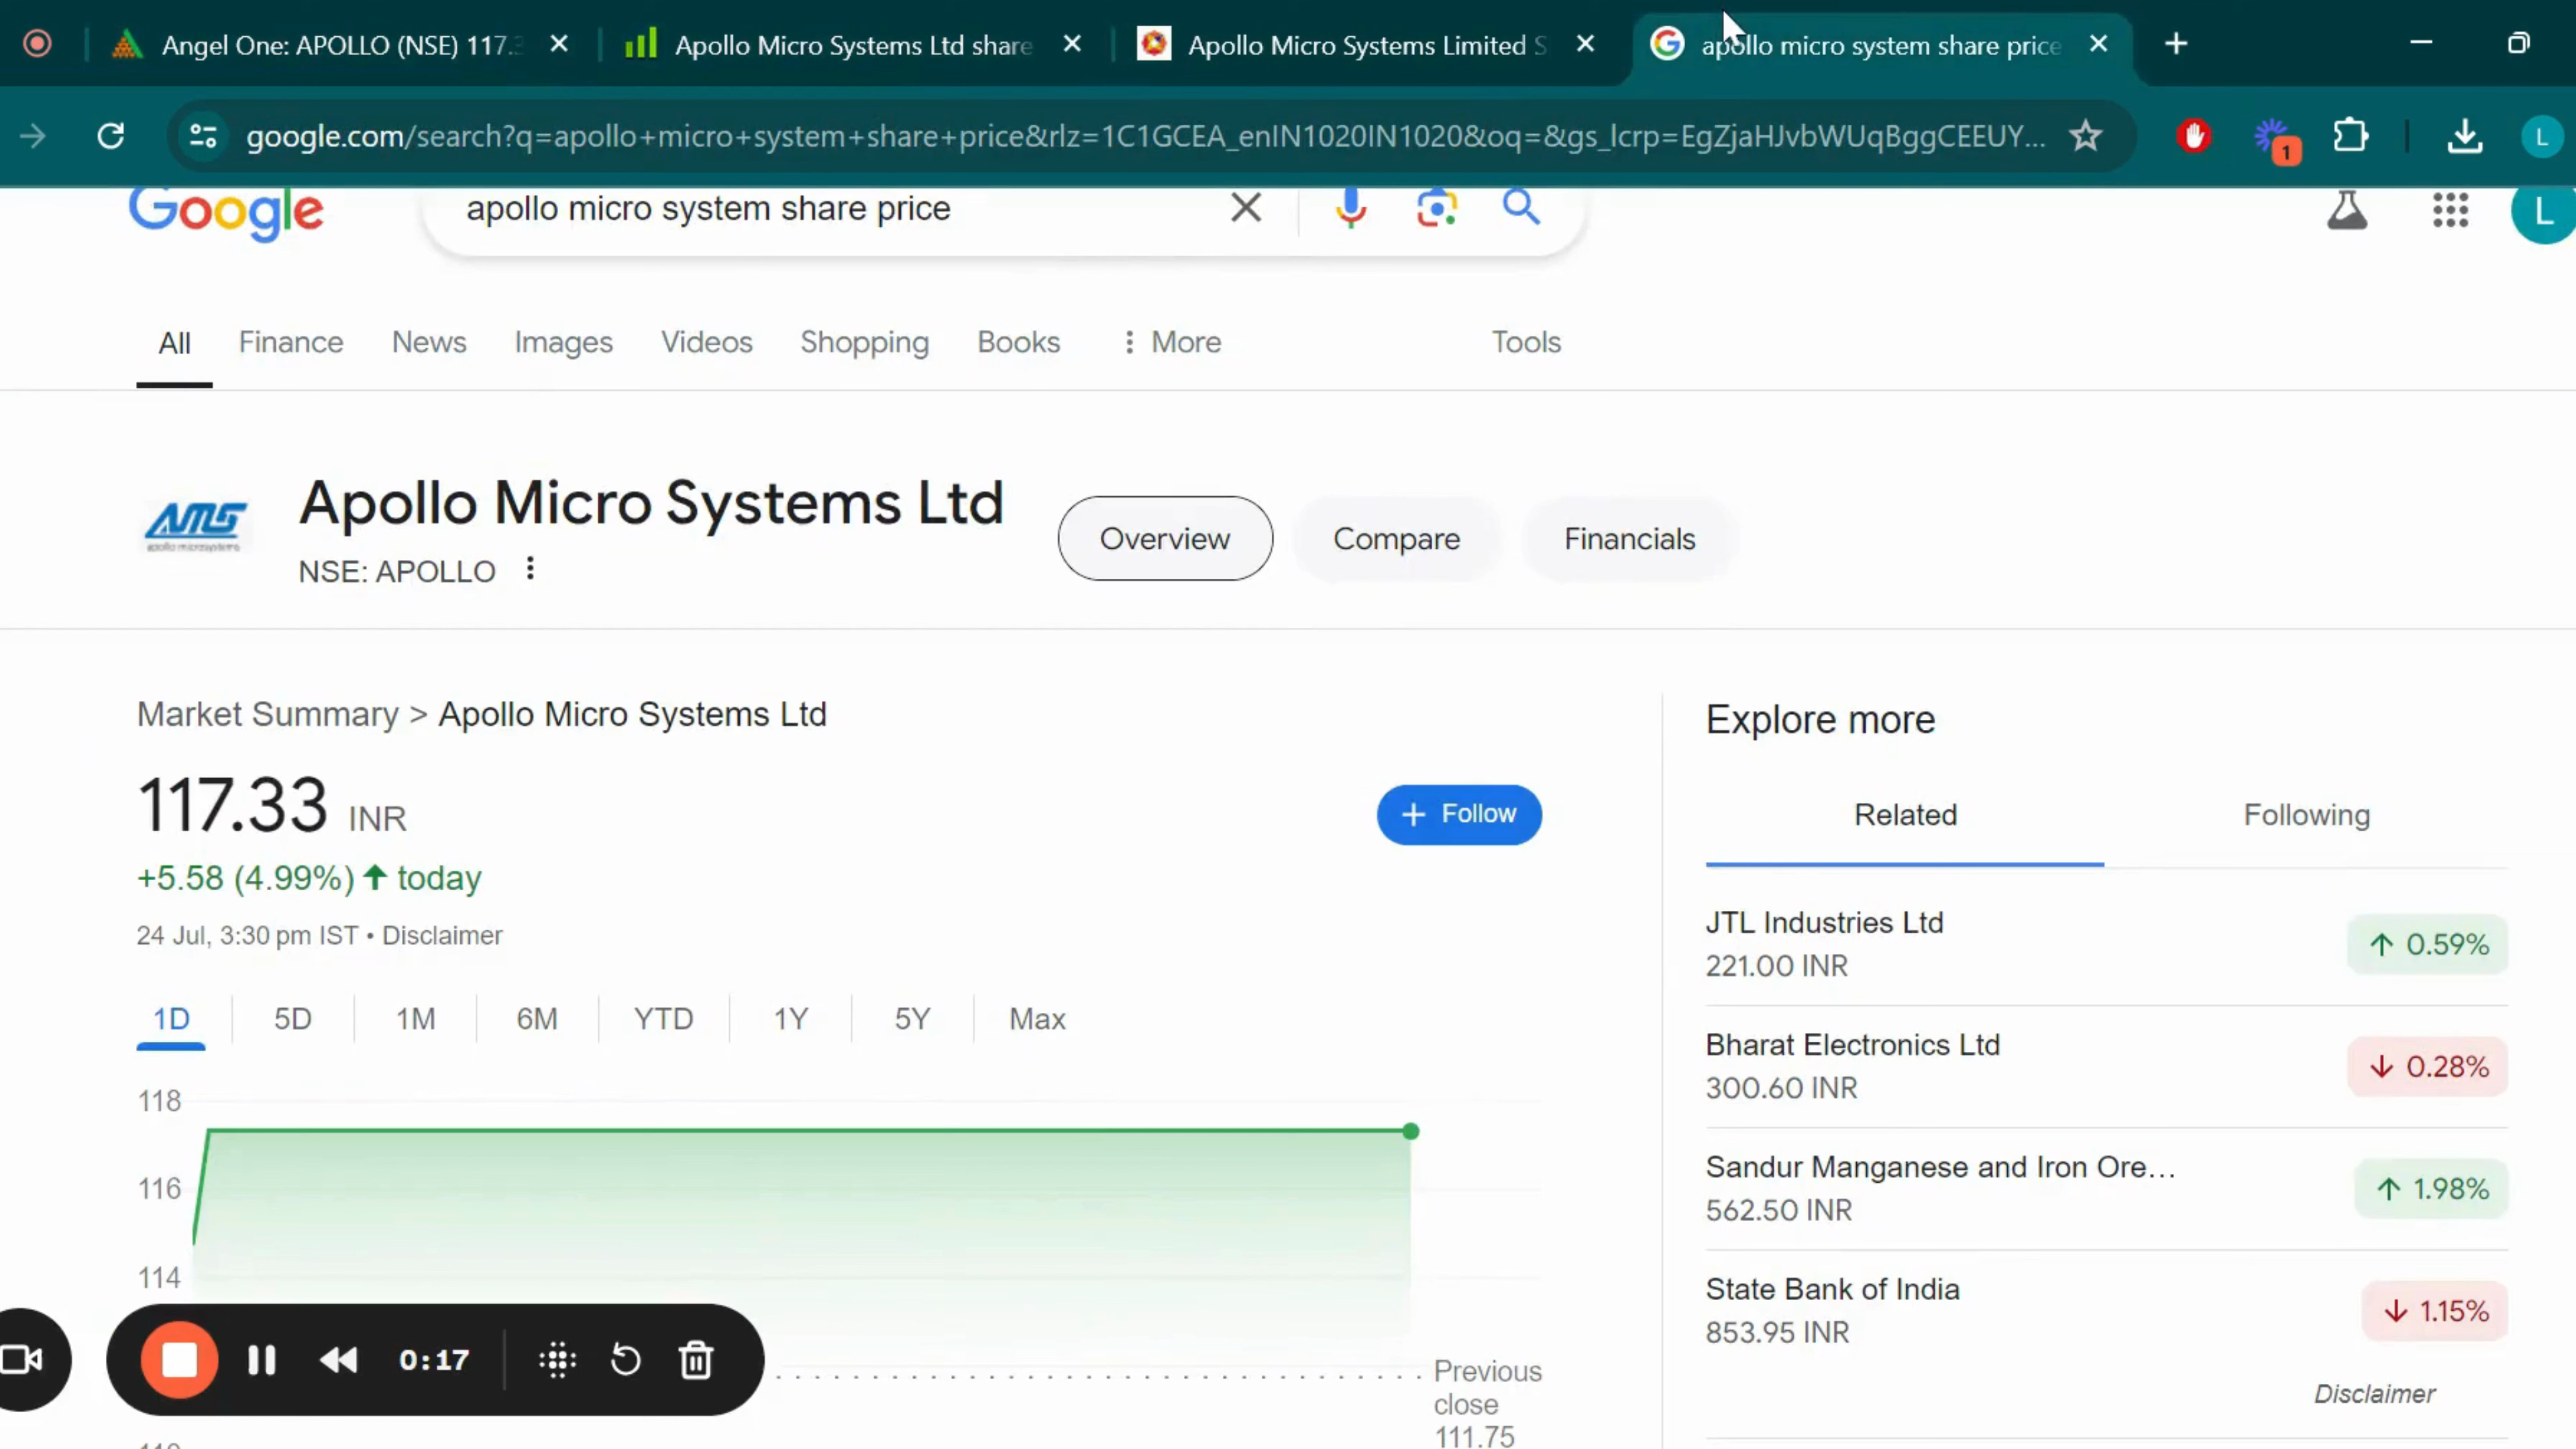 Angel One: APOLLO (NSE) 117.3
Apollo Micro Systems Ltd share
Apollo Micro Systems Limited S
apollo micro system share price
google.com/search?q=apollo+micro+system+share+price&rlz=1C1GCEA_enIN1020IN1020&oq=&gs_lcrp=EgZjaHJvbWUqBggCEEUY...
1
L
Google
apollo micro system share price
L
All
Finance
News
Images
Videos
Shopping
Books
More
Tools
AMS
apollo microsystems
Apollo Micro Systems Ltd
NSE: APOLLO
Overview
Compare
Financials
Market Summary > Apollo Micro Systems Ltd
117.33 INR
+ Follow
+5.58 (4.99%) ↑ today
24 Jul, 3:30 pm IST • Disclaimer
1D
5D
1M
6M
YTD
1Y
5Y
Max
118
116
114
0:17
Previous
close
111.75
Explore more
Related
Following
JTL Industries Ltd
221.00 INR
↑ 0.59%
Bharat Electronics Ltd
300.60 INR
↓ 0.28%
Sandur Manganese and Iron Ore...
562.50 INR
↑ 1.98%
State Bank of India
853.95 INR
↓ 1.15%
Disclaimer